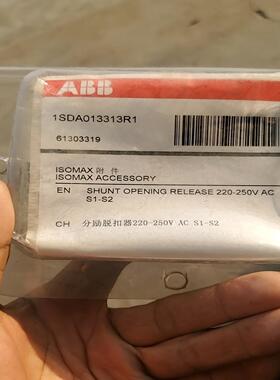 ABB
1SDA013313R1
61303319
ISOMAX 附件
ISOMAX ACCESSORY
EN SHUNT OPENING RELEASE 220-250V AC
S1-S2
CH 分励脱扣器220-250V AC S1-S2